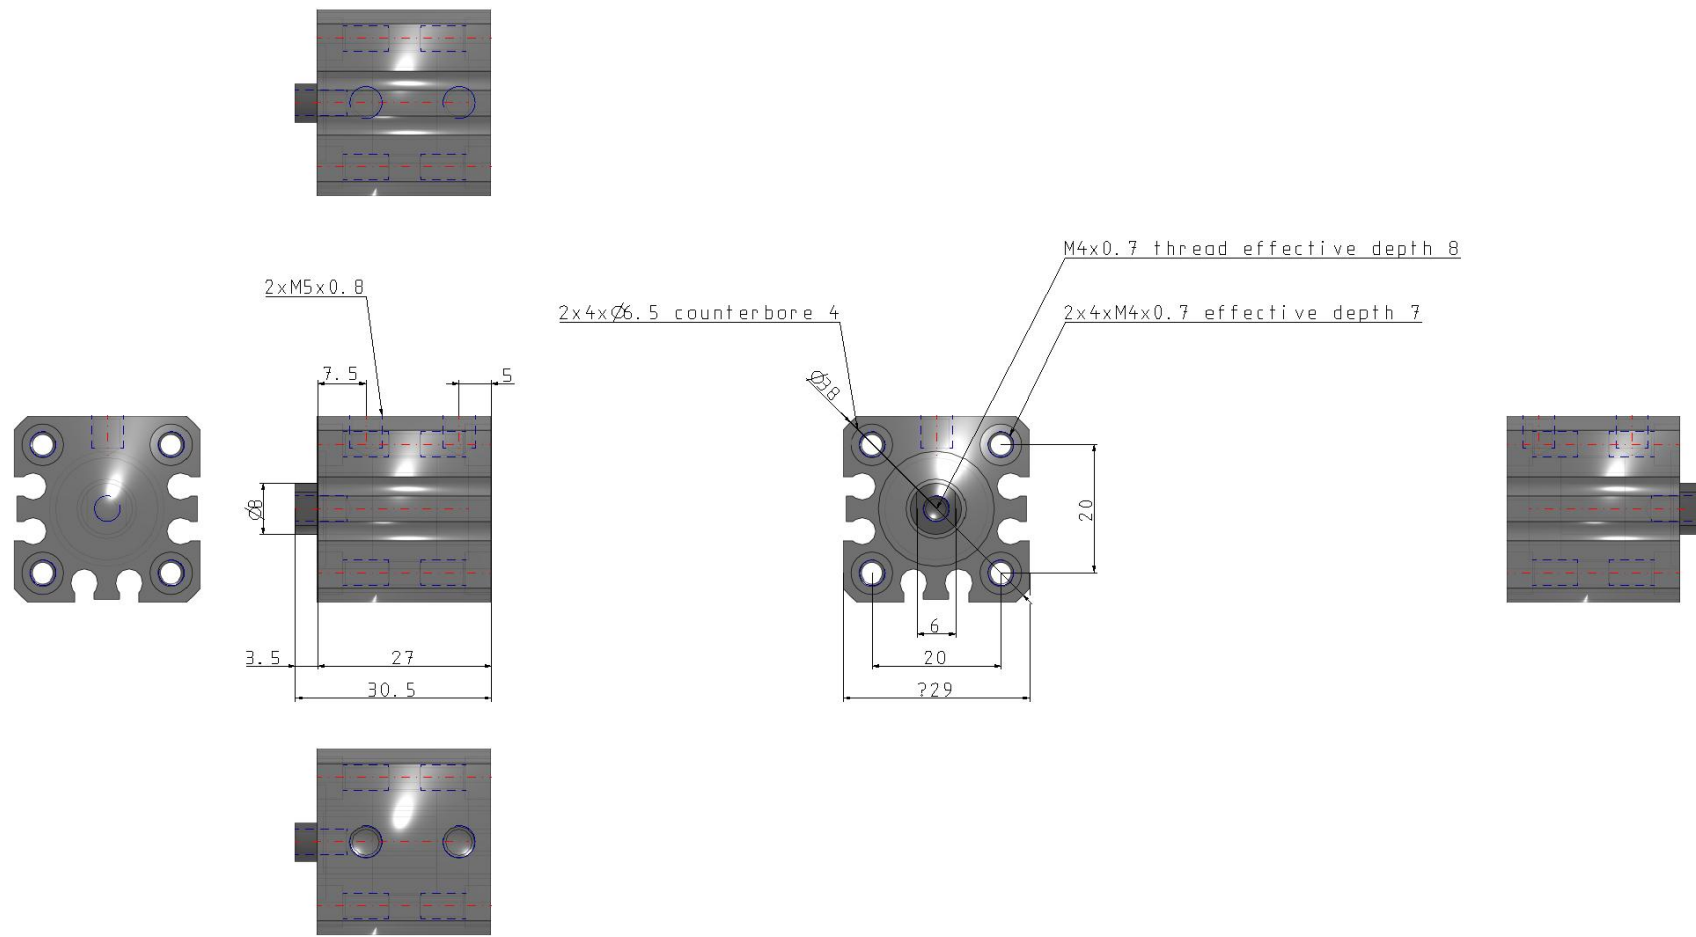 M4x0.7 thread effective depth 8
2xM5x0.8
2x4xØ6.5 counterbore 4
2x4xM4x0.7 effective depth 7
7.5
5
Ø38
Ø8
20
6
3.5
27
20
30.5
?29